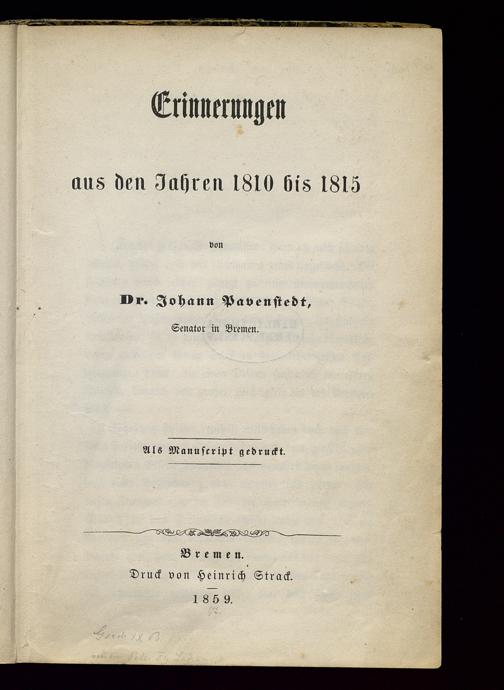 Erinnerungen
aus den Jahren 1810 bis 1815
von
Dr. Johann Pavenstedt,
Senator in Bremen.
Als Manuscript gedruckt.
Bremen.
Druck von Heinrich Strack.
1859.